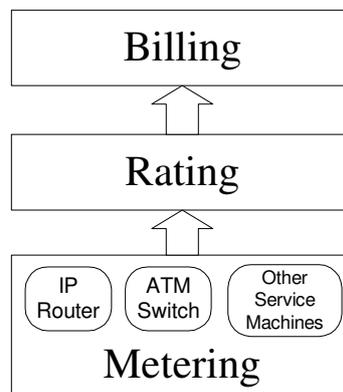 Billing
Rating
IP
Router
ATM
Switch
Other
Service
Machines
Metering